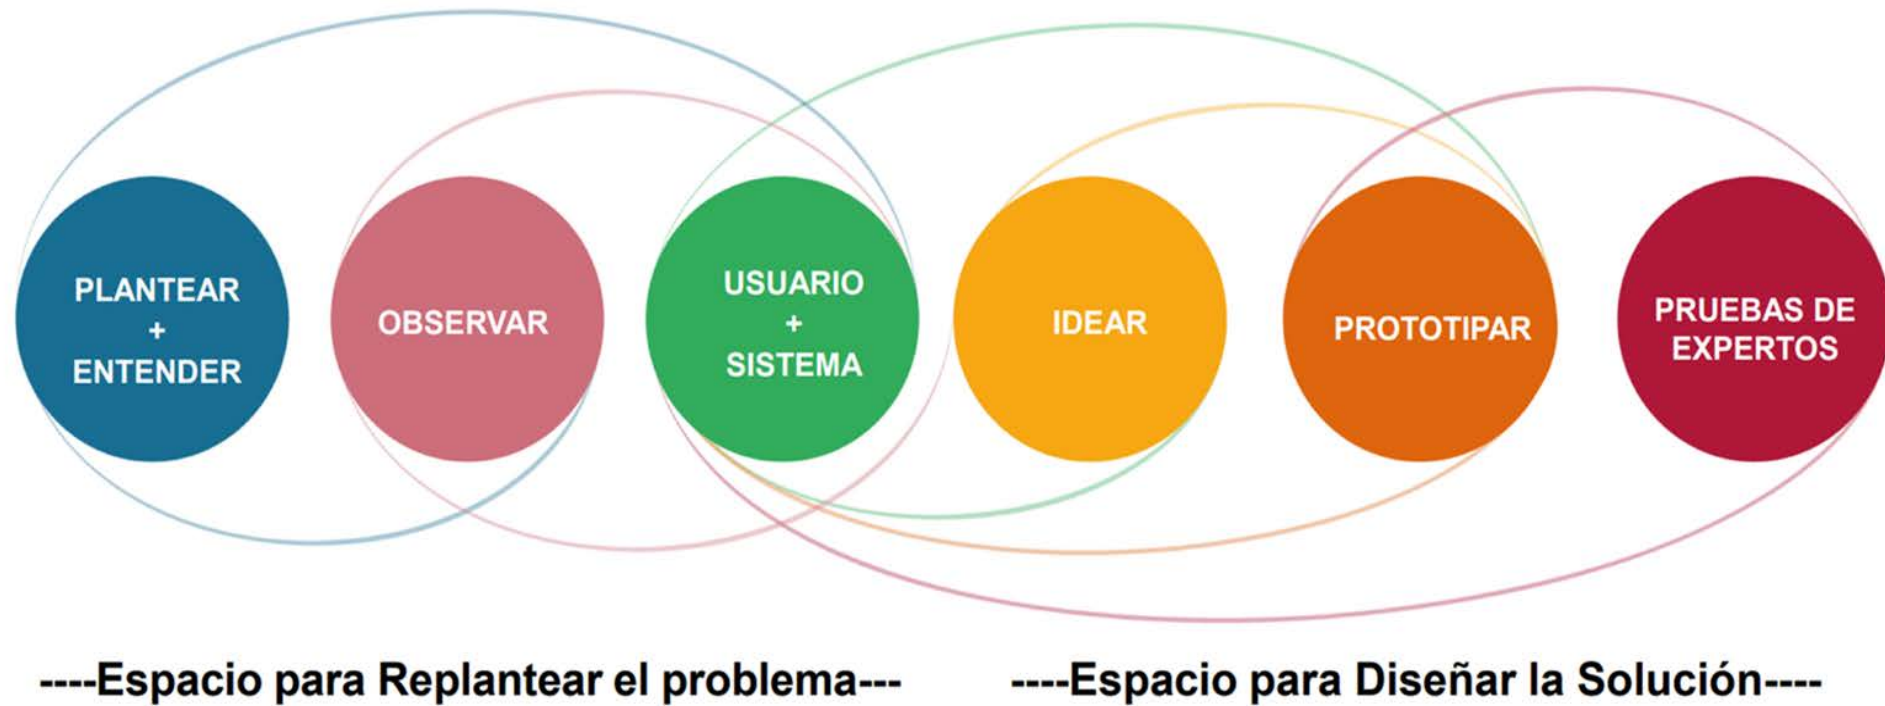 PLANTEAR
+
ENTENDER
OBSERVAR
USUARIO
+
SISTEMA
IDEAR
PROTOTIPAR
PRUEBAS DE
EXPERTOS
----Espacio para Replantear el problema---
----Espacio para Diseñar la Solución----